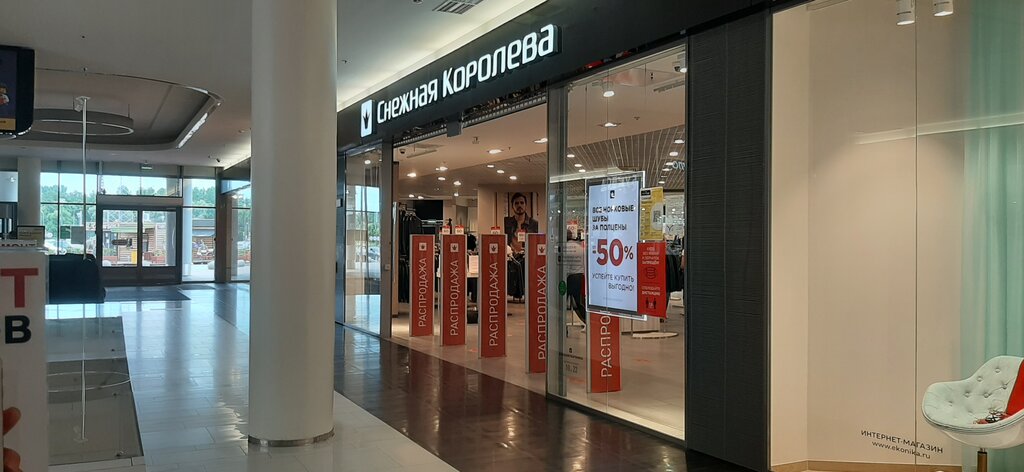 Снежная Королева
РАСПРОДАЖА
РАСПРОДАЖА
РАСПРОДАЖА
РАСПРОДАЖА
РАСПРОДАЖА
ВСЕ НОРКОВЫЕ
ШУБЫ
ЗА ПОЛЦЕНЫ
-50%
УСПЕЙТЕ КУПИТЬ
ВЫГОДНО!
ИНТЕРНЕТ-МАГАЗИН
www.ekonika.ru
Т
В